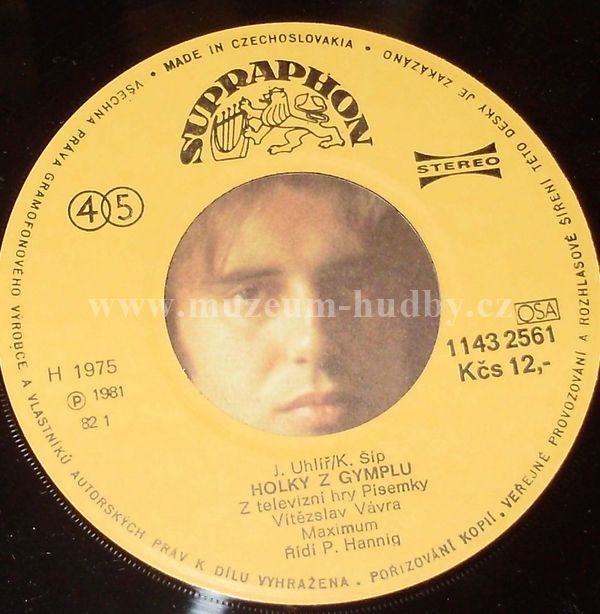 VŠECHNA PRÁVA GRAMOFONOVÉHO VÝROBCE A VLASTNÍKŮ AUTORSKÝCH PRÁV K DÍLU VYHRAŽENA . POŘIZOVÁNÍ KOPIÍ, VEŘEJNÉ PROVOZOVÁNÍ A ROZHLASOVÉ ŠÍŘENÍ TÉTO DESKY JE ZAKÁZÁNO
• MADE IN CZECHOSLOVAKIA •
SUPRAPHON
STEREO
45
www.muzeum-hudby.cz
OSA
1143 2561
Kčs 12,-
H 1975
P 1981
82 1
J. Uhlíř/K. Šíp
HOLKY Z GYMPLU
Z televizní hry Písemky
Vítězslav Vávra
Maximum
Řídí P. Hannig